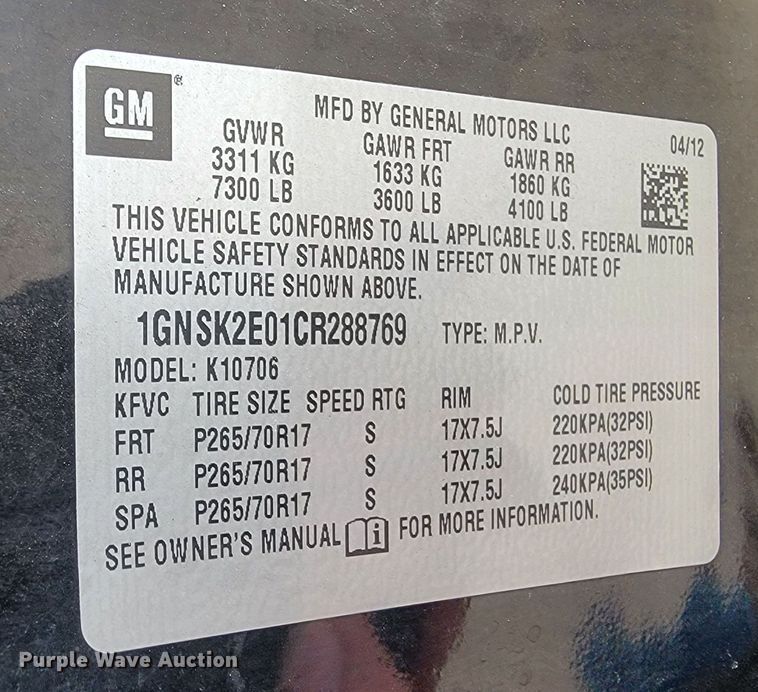 GM ®
MFD BY GENERAL MOTORS LLC
04/12
GVWR GAWR FRT GAWR RR
3311 KG 1633 KG 1860 KG
7300 LB 3600 LB 4100 LB
THIS VEHICLE CONFORMS TO ALL APPLICABLE U.S. FEDERAL MOTOR
VEHICLE SAFETY STANDARDS IN EFFECT ON THE DATE OF
MANUFACTURE SHOWN ABOVE.
1GNSK2E01CR288769 TYPE: M.P.V.
MODEL: K10706
KFVC TIRE SIZE SPEED RTG RIM COLD TIRE PRESSURE
FRT P265/70R17 S 17X7.5J 220KPA(32PSI)
RR P265/70R17 S 17X7.5J 220KPA(32PSI)
SPA P265/70R17 S 17X7.5J 240KPA(35PSI)
SEE OWNER'S MANUAL i FOR MORE INFORMATION.
Purple Wave Auction